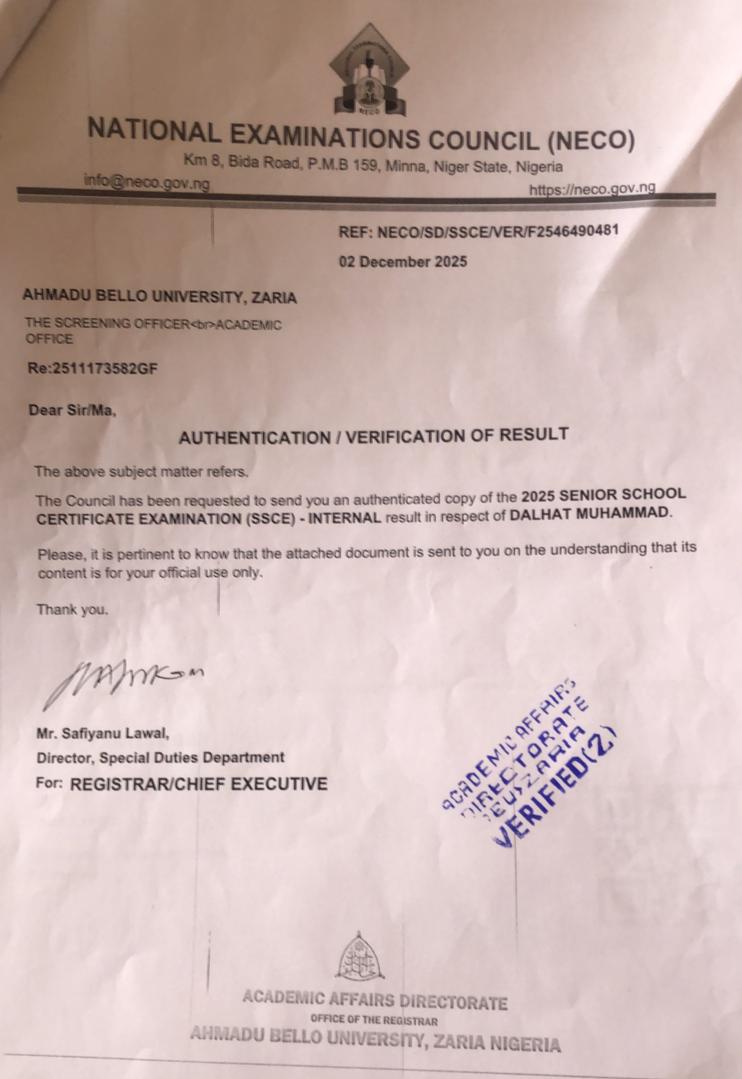 NECO
NATIONAL EXAMINATIONS COUNCIL (NECO)
Km 8, Bida Road, P.M.B 159, Minna, Niger State, Nigeria
info@neco.gov.ng
https://neco.gov.ng
REF: NECO/SD/SSCE/VER/F2546490481
02 December 2025
AHMADU BELLO UNIVERSITY, ZARIA
THE SCREENING OFFICER<br>ACADEMIC
OFFICE
Re:2511173582GF
Dear Sir/Ma,
AUTHENTICATION / VERIFICATION OF RESULT
The above subject matter refers.
The Council has been requested to send you an authenticated copy of the 2025 SENIOR SCHOOL
CERTIFICATE EXAMINATION (SSCE) - INTERNAL result in respect of DALHAT MUHAMMAD.
Please, it is pertinent to know that the attached document is sent to you on the understanding that its
content is for your official use only.
Thank you.
Mr. Safiyanu Lawal,
Director, Special Duties Department
For: REGISTRAR/CHIEF EXECUTIVE
ACADEMIC AFFAIRS
DIRECTORATE
ZARIA
VERIFIED(2)
ACADEMIC AFFAIRS DIRECTORATE
OFFICE OF THE REGISTRAR
AHMADU BELLO UNIVERSITY, ZARIA NIGERIA